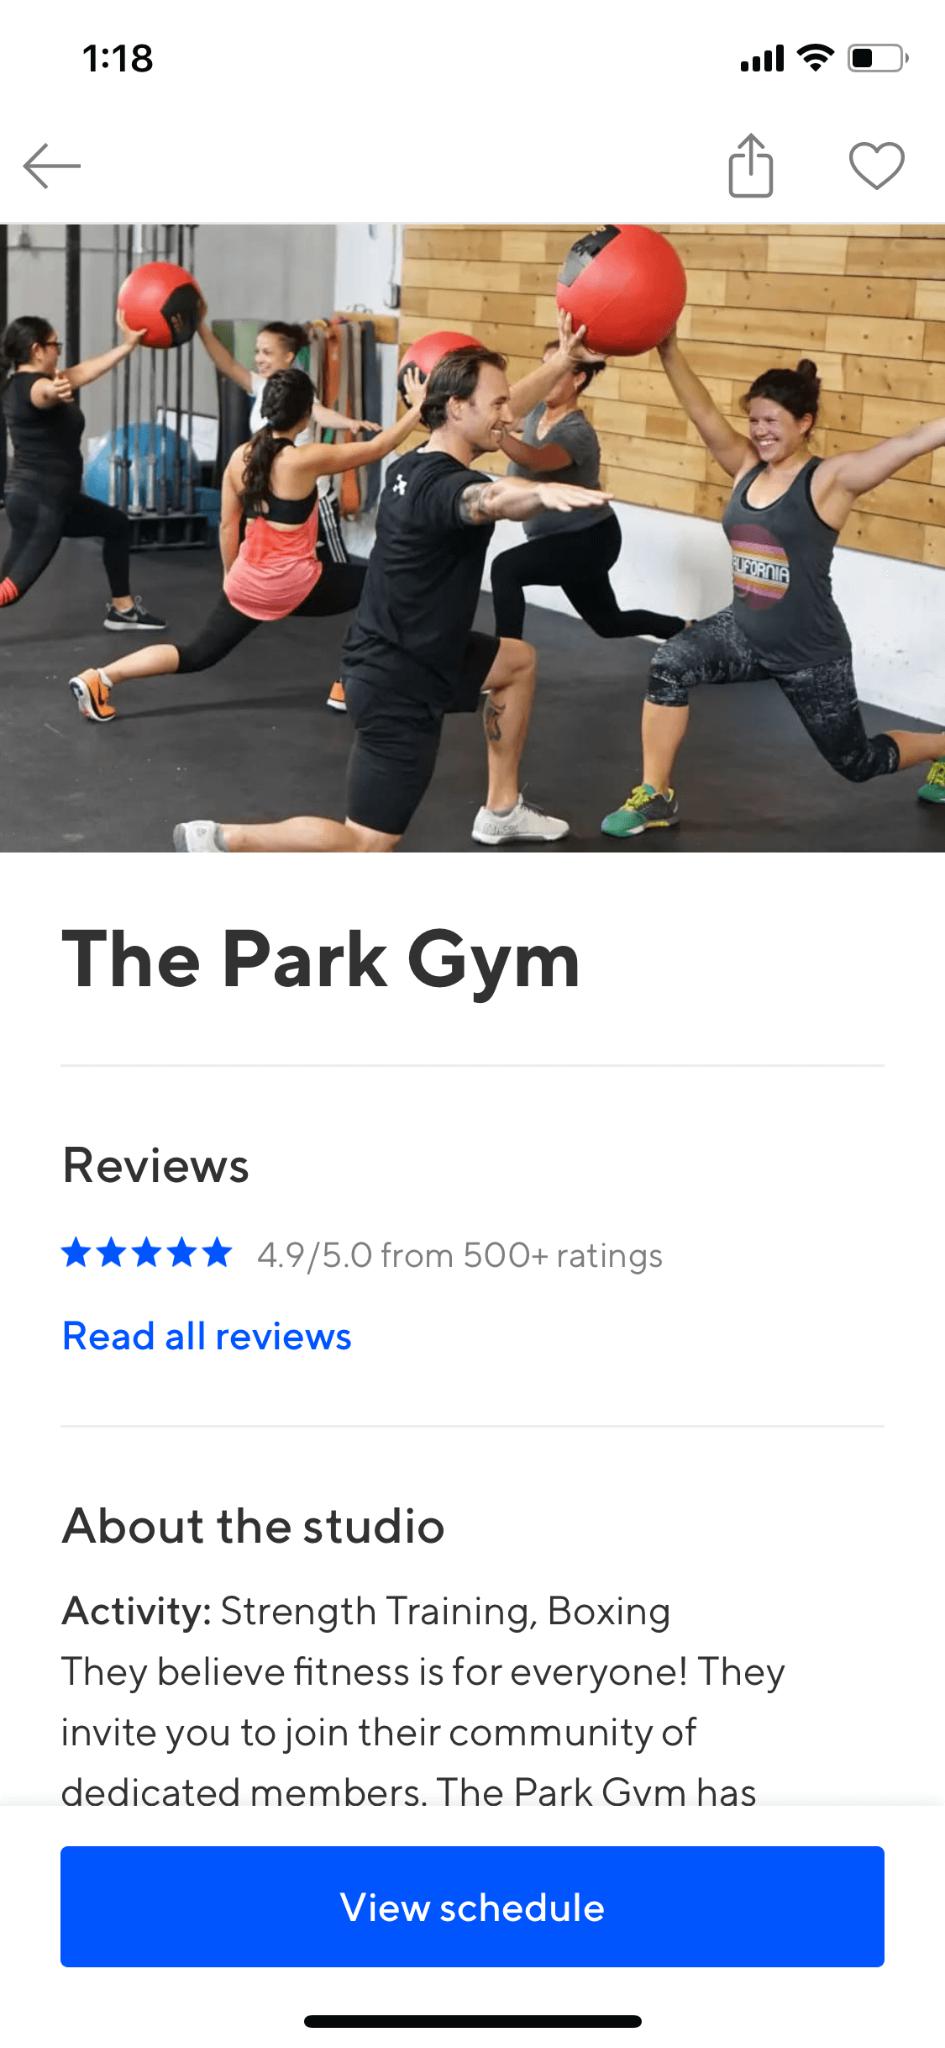 1:18
The Park Gym
Reviews
4.9/5.0 from 500+ ratings
Read all reviews
About the studio
Activity: Strength Training, Boxing
They believe fitness is for everyone! They
invite you to join their community of
dedicated members. The Park Gym has
View schedule